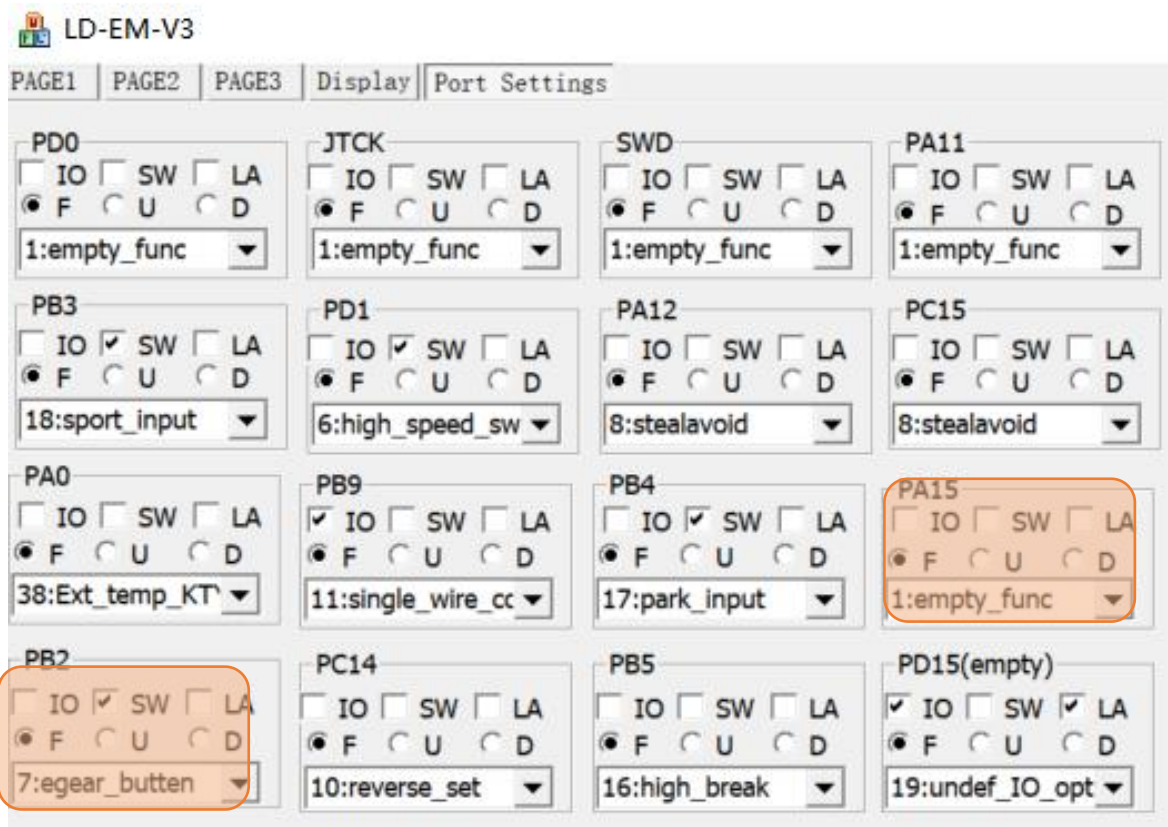 LD-EM-V3
PAGE1 PAGE2 PAGE3 Display Port Settings
PD0 JTCK SWD PA11
IO SW LA IO SW LA IO SW LA IO SW LA
F U D F U D F U D F U D
1:empty_func 1:empty_func 1:empty_func 1:empty_func
PB3 PD1 PA12 PC15
IO SW LA IO SW LA IO SW LA IO SW LA
F U D F U D F U D F U D
18:sport_input 6:high_speed_sw 8:stealavoid 8:stealavoid
PA0 PB9 PB4 PA15
IO SW LA IO SW LA IO SW LA IO SW LA
F U D F U D F U D F U D
38:Ext_temp_KTY 11:single_wire_cc 17:park_input 1:empty_func
PB2 PC14 PB5 PD15(empty)
IO SW LA IO SW LA IO SW LA IO SW LA
F U D F U D F U D F U D
7:egear_butten 10:reverse_set 16:high_break 19:undef_IO_opt